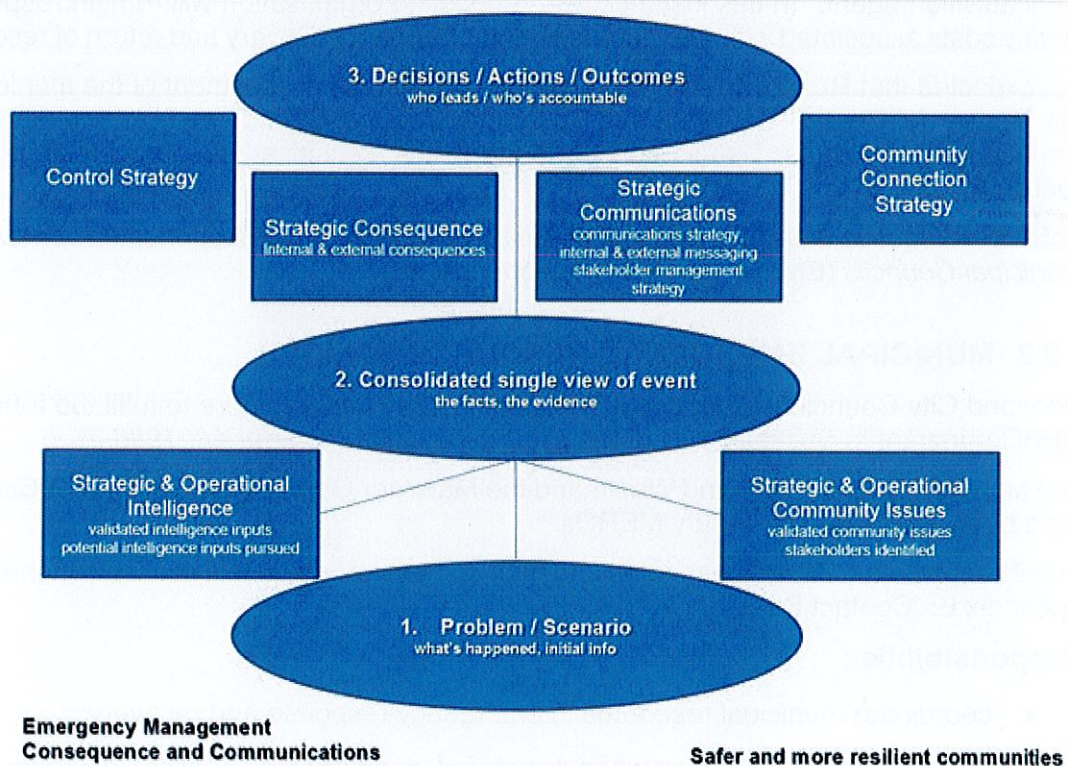 3. Decisions / Actions / Outcomes
who leads / who's accountable
Control Strategy
Strategic Consequence
Internal & external consequences
Strategic
Communications
communications strategy,
internal & external messaging
stakeholder management
strategy
Community
Connection
Strategy
2. Consolidated single view of event
the facts, the evidence
Strategic & Operational
Intelligence
validated intelligence inputs
potential intelligence inputs pursued
Strategic & Operational
Community Issues
validated community issues
stakeholders identified
1. Problem / Scenario
what's happened, initial info
Emergency Management
Consequence and Communications
Safer and more resilient communities